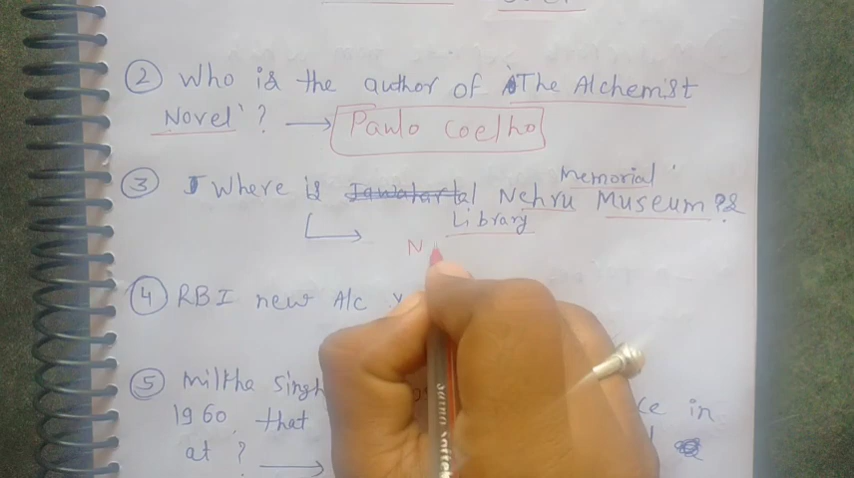 ② Who is the author of 'The Alchemist
Novel'? → Paulo Coelho
③ Where is Nehru Memorial Museum?&
Library
N
④ RBI new A/c
⑤ Milkha Singh
1960 that in
at? →